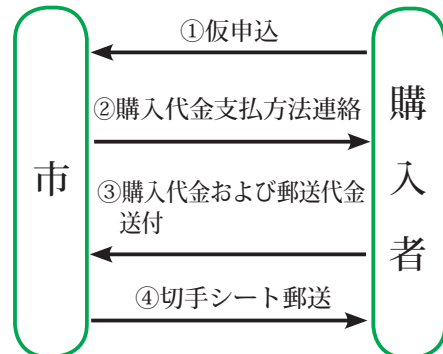 ①仮申込
②購入代金支払方法連絡
市
購入者
③購入代金および郵送代金
送付
④切手シート郵送